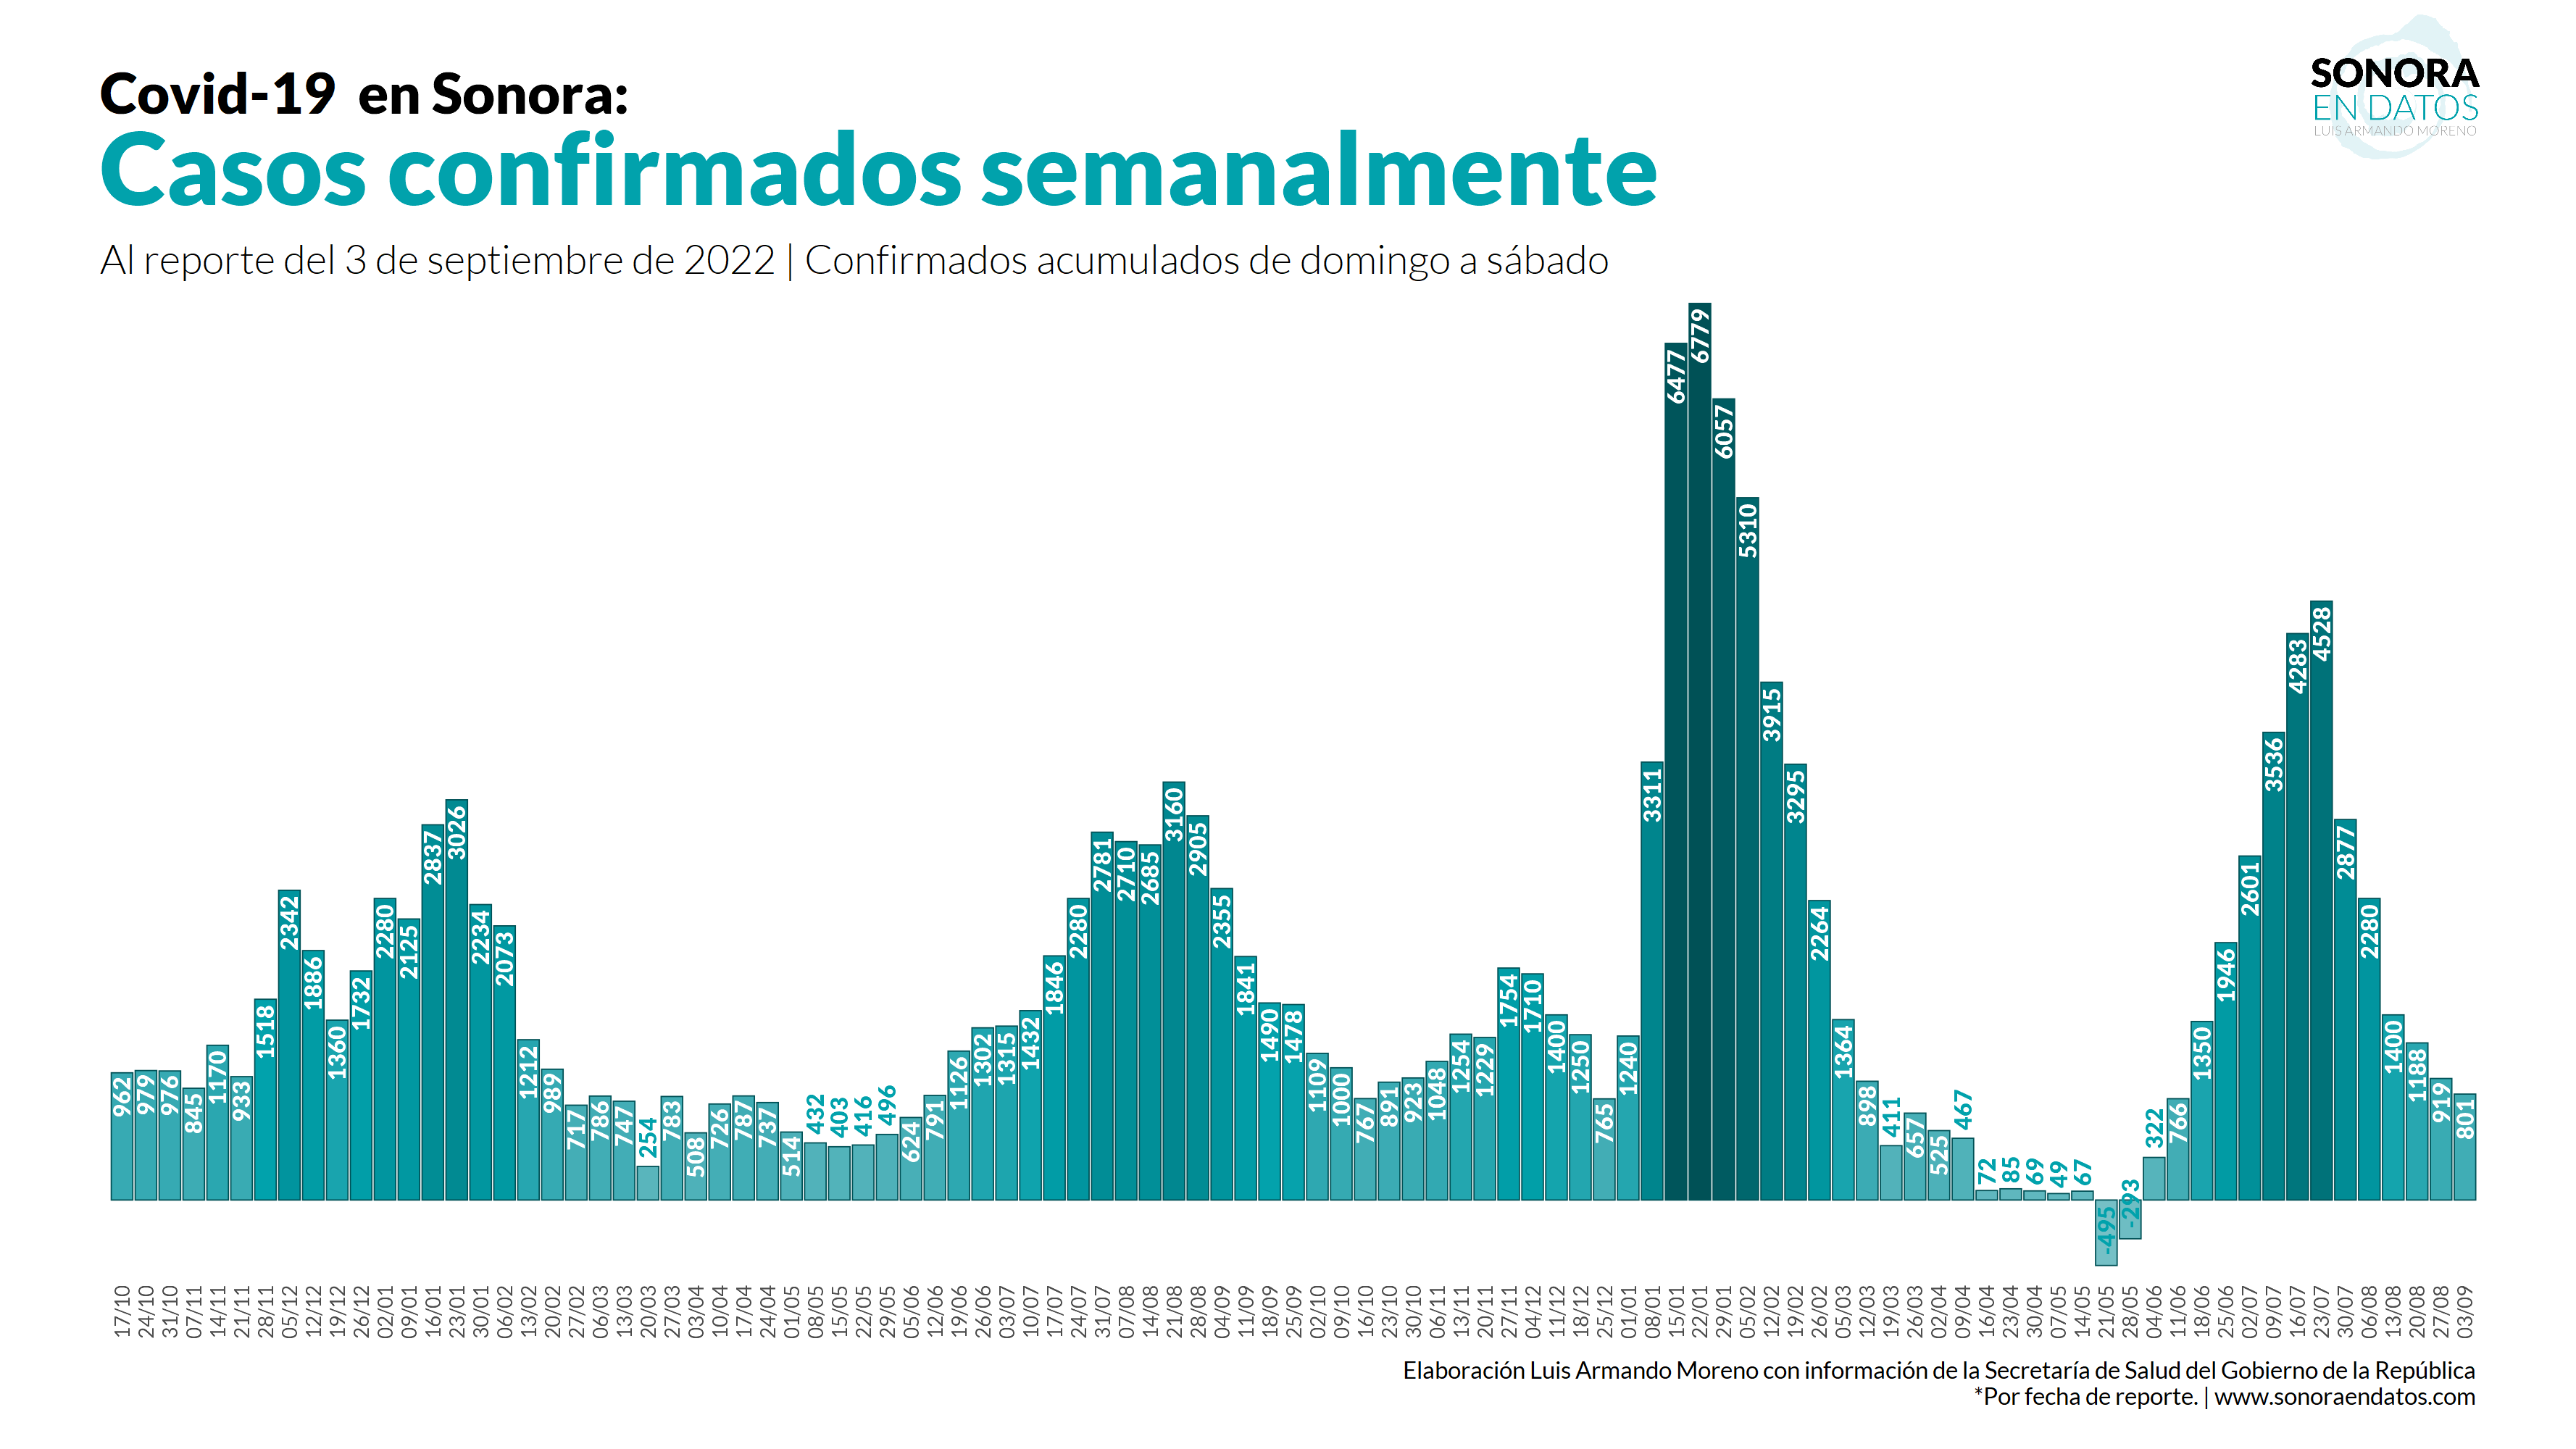 Covid-19 en Sonora:
Casos confirmados semanalmente
Al reporte del 3 de septiembre de 2022 | Confirmados acumulados de domingo a sábado
SONORA
EN DATOS
LUIS ARMANDO MORENO
962 979 976 845 1170 933 1518 2342 1886 1360 1732 2280 2125 2837 3026 2234 2073 1212 989 717 786 747 254 783 508 726 787 737 514 432 403 416 496 624 791 1126 1302 1315 1432 1846 2280 2781 2710 2685 3160 2905 2355 1841 1490 1478 1109 1000 767 891 923 1048 1254 1229 1754 1710 1400 1250 765 1240 3311 6477 6779 6057 5310 3915 3295 2264 1364 898 411 657 525 467 72 85 69 49 67 -495 -293 322 766 1350 1946 2601 3536 4283 4528 2877 2280 1400 1188 919 801
17/10 24/10 31/10 07/11 14/11 21/11 28/11 05/12 12/12 19/12 26/12 02/01 09/01 16/01 23/01 30/01 06/02 13/02 20/02 27/02 06/03 13/03 20/03 27/03 03/04 10/04 17/04 24/04 01/05 08/05 15/05 22/05 29/05 05/06 12/06 19/06 26/06 03/07 10/07 17/07 24/07 31/07 07/08 14/08 21/08 28/08 04/09 11/09 18/09 25/09 02/10 09/10 16/10 23/10 30/10 06/11 13/11 20/11 27/11 04/12 11/12 18/12 25/12 01/01 08/01 15/01 22/01 29/01 05/02 12/02 19/02 26/02 05/03 12/03 19/03 26/03 02/04 09/04 16/04 23/04 30/04 07/05 14/05 21/05 28/05 04/06 11/06 18/06 25/06 02/07 09/07 16/07 23/07 30/07 06/08 13/08 20/08 27/08 03/09
Elaboración Luis Armando Moreno con información de la Secretaría de Salud del Gobierno de la República
*Por fecha de reporte. | www.sonoraendatos.com